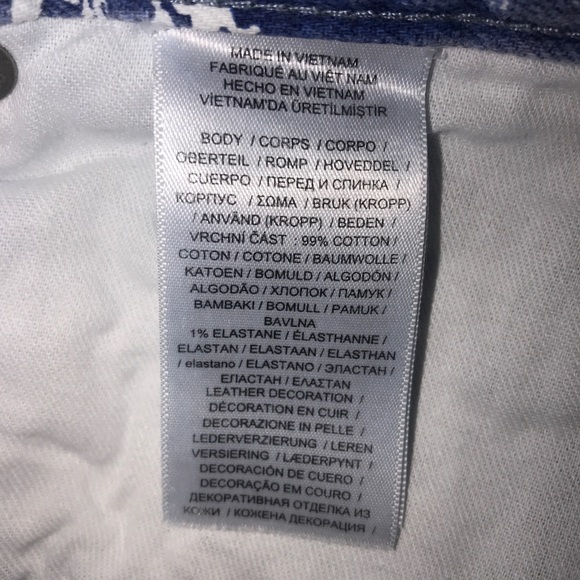 MADE IN VIETNAM
FABRIQUÉ AU VIÊT NAM
HECHO EN VIETNAM
VİETNAM'DA ÜRETİLMİŞTİR
BODY / CORPS / CORPO /
OBERTEIL / ROMP / HOVEDDEL /
CUERPO / ПЕРЕД И СПИНКА /
КОРПУС / ΣΩΜΑ / BRUK (KROPP)
/ ANVÄND (KROPP) / BEDEN /
VRCHNÍ ČÁST : 99% COTTON /
COTON / COTONE / BAUMWOLLE /
KATOEN / BOMULD / ALGODÓN /
ALGODÃO / ХЛОПОК / ПАМУК /
BAMBAKI / BOMULL / PAMUK /
BAVLNA
1% ELASTANE / ÉLASTHANNE /
ELASTAN / ELASTAAN / ELASTHAN
/ elastano / ELASTANO / ЭЛАСТАН /
ЕЛАСТАН / ΕΛΑΣΤΑΝ
LEATHER DECORATION /
DÉCORATION EN CUIR /
DECORAZIONE IN PELLE /
LEDERVERZIERUNG / LEREN
VERSIERING / LÆDERPYNT /
DECORACIÓN DE CUERO /
DECORAÇÃO EM COURO /
ДЕКОРАТИВНАЯ ОТДЕЛКА ИЗ
КОЖИ / КОЖЕНА ДЕКОРАЦИЯ /